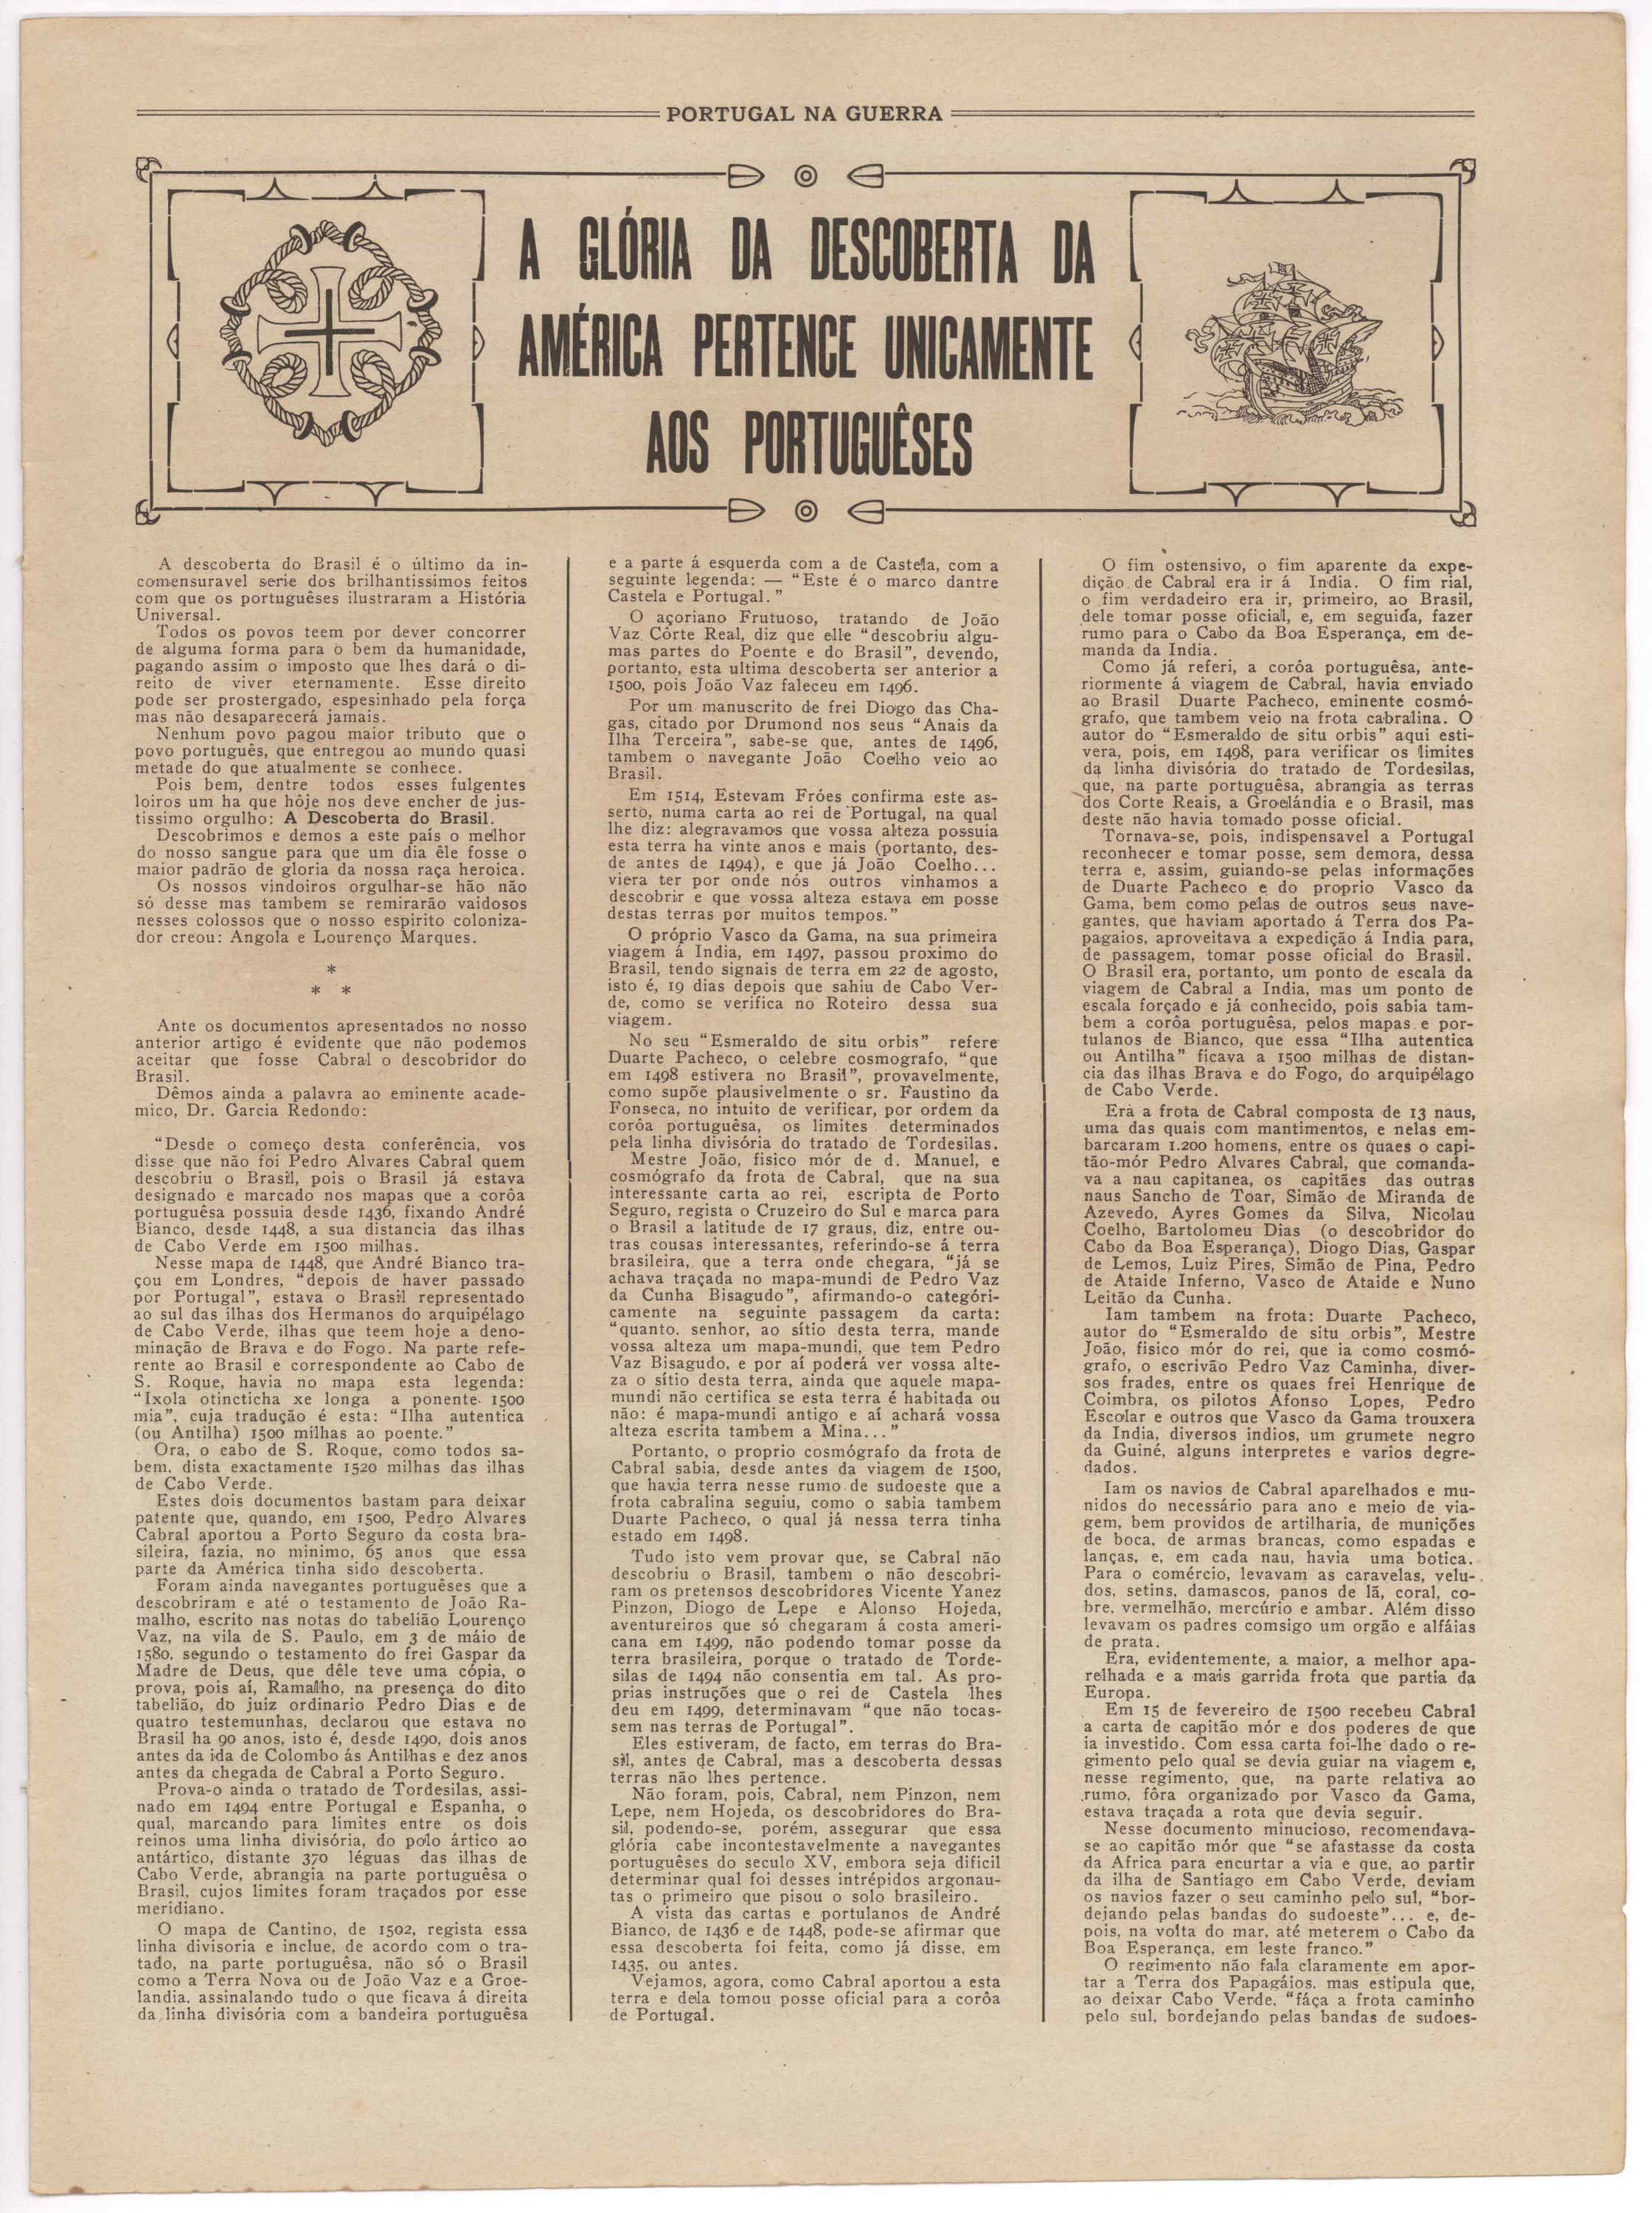 PORTUGAL NA GUERRA
A GLÓRIA DA DESCOBERTA DA
AMÉRICA PERTENCE UNICAMENTE
AOS PORTUGUÊSES
A descoberta do Brasil é o último da in-
comensuravel serie dos brilhantissimos feitos
com que os portuguêses ilustraram a História
Universal.
Todos os povos teem por dever concorrer
de alguma forma para o bem da humanidade,
pagando assim o imposto que lhes dará o di-
reito de viver eternamente. Esse direito
pode ser prostergado, espesinhado pela força
mas não desaparecerá jamais.
Nenhum povo pagou maior tributo que o
povo português, que entregou ao mundo quasi
metade do que atualmente se conhece.
Pois bem, dentre todos esses fulgentes
loiros um ha que hôje nos deve encher de jus-
tissimo orgulho: A Descoberta do Brasil.
Descobrimos e demos a este país o melhor
do nosso sangue para que um dia êle fosse o
maior padrão de gloria da nossa raça heroica.
Os nossos vindoiros orgulhar-se hão não
só desse mas tambem se remirarão vaidosos
nesses colossos que o nosso espirito coloniza-
dor creou: Angola e Lourenço Marques.
*
* *
Ante os documentos apresentados no nosso
anterior artigo é evidente que não podemos
aceitar que fosse Cabral o descobridor do
Brasil.
Dêmos ainda a palavra ao eminente acade-
mico, Dr. Garcia Redondo:
"Desde o começo desta conferência, vos
disse que não foi Pedro Alvares Cabral quem
descobriu o Brasil, pois o Brasil já estava
designado e marcado nos mapas que a corôa
portuguêsa possuia desde 1436, fixando André
Bianco, desde 1448, a sua distancia das ilhas
de Cabo Verde em 1500 milhas.
Nesse mapa de 1448, que André Bianco tra-
çou em Londres, "depois de haver passado
por Portugal", estava o Brasil representado
ao sul das ilhas dos Hermanos do arquipélago
de Cabo Verde, ilhas que teem hoje a deno-
minação de Brava e do Fogo. Na parte refe-
rente ao Brasil e correspondente ao Cabo de
S. Roque, havia no mapa esta legenda:
"Ixola otincticha xe longa a ponente 1500
mia", cuja tradução é esta: "Ilha autentica
(ou Antilha) 1500 milhas ao poente."
Ora, o cabo de S. Roque, como todos sa-
bem, dista exactamente 1520 milhas das ilhas
de Cabo Verde.
Estes dois documentos bastam para deixar
patente que, quando, em 1500, Pedro Alvares
Cabral aportou a Porto Seguro da costa bra-
sileira, fazia, no minimo, 65 anos que essa
parte da América tinha sido descoberta.
Foram ainda navegantes portuguêses que a
descobriram e até o testamento de João Ra-
malho, escrito nas notas do tabelião Lourenço
Vaz, na vila de S. Paulo, em 3 de máio de
1580, segundo o testamento do frei Gaspar da
Madre de Deus, que dêle teve uma cópia, o
prova, pois aí, Ramalho, na presença do dito
tabelião, do juiz ordinario Pedro Dias e de
quatro testemunhas, declarou que estava no
Brasil ha 90 anos, isto é, desde 1490, dois anos
antes da ida de Colombo ás Antilhas e dez anos
antes da chegada de Cabral a Porto Seguro.
Prova-o ainda o tratado de Tordesilas, assi-
nado em 1494 entre Portugal e Espanha, o
qual, marcando para limites entre os dois
reinos uma linha divisória, do polo ártico ao
antártico, distante 370 léguas das ilhas de
Cabo Verde, abrangia na parte portuguêsa o
Brasil, cujos limites foram traçados por esse
meridiano.
O mapa de Cantino, de 1502, regista essa
linha divisoria e inclue, de acordo com o tra-
tado, na parte portuguêsa, não só o Brasil
como a Terra Nova ou de João Vaz e a Groe-
landia, assinalando tudo o que ficava á direita
da linha divisória com a bandeira portuguêsa
e a parte á esquerda com a de Castela, com a
seguinte legenda: — "Este é o marco dantre
Castela e Portugal."
O açoriano Frutuoso, tratando de João
Vaz Côrte Real, diz que elle "descobriu algu-
mas partes do Poente e do Brasil", devendo,
portanto, esta ultima descoberta ser anterior a
1500, pois João Vaz faleceu em 1496.
Por um manuscrito de frei Diogo das Cha-
gas, citado por Drumond nos seus "Anais da
Ilha Terceira", sabe-se que, antes de 1496,
tambem o navegante João Coelho veio ao
Brasil.
Em 1514, Estevam Fróes confirma este as-
serto, numa carta ao rei de Portugal, na qual
lhe diz: alegravamos que vossa alteza possuia
esta terra ha vinte anos e mais (portanto, des-
de antes de 1494), e que já João Coelho...
viera ter por onde nós outros vinhamos a
descobrir e que vossa alteza estava em posse
destas terras por muitos tempos."
O próprio Vasco da Gama, na sua primeira
viagem á India, em 1497, passou proximo do
Brasil, tendo signais de terra em 22 de agosto,
isto é, 19 dias depois que sahiu de Cabo Ver-
de, como se verifica no Roteiro dessa sua
viagem.
No seu "Esmeraldo de situ orbis" refere
Duarte Pacheco, o celebre cosmografo, "que
em 1498 estivera no Brasil", provavelmente,
como supõe plausivelmente o sr. Faustino da
Fonseca, no intuito de verificar, por ordem da
corôa portuguêsa, os limites determinados
pela linha divisória do tratado de Tordesilas.
Mestre João, fisico mór de d. Manuel, e
cosmógrafo da frota de Cabral, que na sua
interessante carta ao rei, escripta de Porto
Seguro, regista o Cruzeiro do Sul e marca para
o Brasil a latitude de 17 graus, diz, entre ou-
tras cousas interessantes, referindo-se á terra
brasileira, que a terra onde chegara, "já se
achava traçada no mapa-mundi de Pedro Vaz
da Cunha Bisagudo", afirmando-o categóri-
camente na seguinte passagem da carta:
"quanto, senhor, ao sítio desta terra, mande
vossa alteza um mapa-mundi, que tem Pedro
Vaz Bisagudo, e por aí poderá ver vossa alte-
za o sítio desta terra, ainda que aquele mapa-
mundi não certifica se esta terra é habitada ou
não: é mapa-mundi antigo e aí achará vossa
alteza escrita tambem a Mina..."
Portanto, o proprio cosmógrafo da frota de
Cabral sabia, desde antes da viagem de 1500,
que havia terra nesse rumo de sudoeste que a
frota cabralina seguiu, como o sabia tambem
Duarte Pacheco, o qual já nessa terra tinha
estado em 1498.
Tudo isto vem provar que, se Cabral não
descobriu o Brasil, tambem o não descobri-
ram os pretensos descobridores Vicente Yanez
Pinzon, Diogo de Lepe e Alonso Hojeda,
aventureiros que só chegaram á costa ameri-
cana em 1499, não podendo tomar posse da
terra brasileira, porque o tratado de Torde-
silas de 1494 não consentia em tal. As pro-
prias instruções que o rei de Castela lhes
deu em 1499, determinavam "que não tocas-
sem nas terras de Portugal".
Eles estiveram, de facto, em terras do Bra-
sil, antes de Cabral, mas a descoberta dessas
terras não lhes pertence.
Não foram, pois, Cabral, nem Pinzon, nem
Lepe, nem Hojeda, os descobridores do Bra-
sil, podendo-se, porém, assegurar que essa
glória cabe incontestavelmente a navegantes
portuguêses do seculo XV, embora seja dificil
determinar qual foi desses intrépidos argonau-
tas o primeiro que pisou o solo brasileiro.
A vista das cartas e portulanos de André
Bianco, de 1436 e de 1448, pode-se afirmar que
essa descoberta foi feita, como já disse, em
1435, ou antes.
Vejamos, agora, como Cabral aportou a esta
terra e dela tomou posse oficial para a corôa
de Portugal.
O fim ostensivo, o fim aparente da expe-
dição de Cabral era ir á India. O fim rial,
o fim verdadeiro era ir, primeiro, ao Brasil,
dele tomar posse oficial, e, em seguida, fazer
rumo para o Cabo da Boa Esperança, em de-
manda da India.
Como já referi, a corôa portuguêsa, ante-
riormente á viagem de Cabral, havia enviado
ao Brasil Duarte Pacheco, eminente cosmó-
grafo, que tambem veio na frota cabralina. O
autor do "Esmeraldo de situ orbis" aqui esti-
vera, pois, em 1498, para verificar os limites
da linha divisória do tratado de Tordesilas,
que, na parte portuguêsa, abrangia as terras
dos Corte Reais, a Groelándia e o Brasil, mas
deste não havia tomado posse oficial.
Tornava-se, pois, indispensavel a Portugal
reconhecer e tomar posse, sem demora, dessa
terra e, assim, guiando-se pelas informações
de Duarte Pacheco e do proprio Vasco da
Gama, bem como pelas de outros seus nave-
gantes, que haviam aportado á Terra dos Pa-
pagaios, aproveitava a expedição á India para,
de passagem, tomar posse oficial do Brasil.
O Brasil era, portanto, um ponto de escala da
viagem de Cabral a India, mas um ponto de
escala forçado e já conhecido, pois sabia tam-
bem a corôa portuguêsa, pelos mapas e por-
tulanos de Bianco, que essa "Ilha autentica
ou Antilha" ficava a 1500 milhas de distan-
cia das ilhas Brava e do Fogo, do arquipélago
de Cabo Verde.
Era a frota de Cabral composta de 13 naus,
uma das quais com mantimentos, e nelas em-
barcaram 1.200 homens, entre os quaes o capi-
tão-mór Pedro Alvares Cabral, que comanda-
va a nau capitanea, os capitães das outras
naus Sancho de Toar, Simão de Miranda de
Azevedo, Ayres Gomes da Silva, Nicolau
Coelho, Bartolomeu Dias (o descobridor do
Cabo da Boa Esperança), Diogo Dias, Gaspar
de Lemos, Luiz Pires, Simão de Pina, Pedro
de Ataide Inferno, Vasco de Ataide e Nuno
Leitão da Cunha.
Iam tambem na frota: Duarte Pacheco,
autor do "Esmeraldo de situ orbis", Mestre
João, fisico mór do rei, que ia como cosmó-
grafo, o escrivão Pedro Vaz Caminha, diver-
sos frades, entre os quaes frei Henrique de
Coimbra, os pilotos Afonso Lopes, Pedro
Escolar e outros que Vasco da Gama trouxera
da India, diversos indios, um grumete negro
da Guiné, alguns interpretes e varios degre-
dados.
Iam os navios de Cabral aparelhados e mu-
nidos do necessário para ano e meio de via-
gem, bem providos de artilharia, de munições
de boca, de armas brancas, como espadas e
lanças, e, em cada nau, havia uma botica.
Para o comércio, levavam as caravelas, velu-
dos, setins, damascos, panos de lã, coral, co-
bre, vermelhão, mercúrio e ambar. Além disso
levavam os padres comsigo um orgão e alfáias
de prata.
Era, evidentemente, a maior, a melhor apa-
relhada e a mais garrida frota que partia da
Europa.
Em 15 de fevereiro de 1500 recebeu Cabral
a carta de capitão mór e dos poderes de que
ia investido. Com essa carta foi-lhe dado o re-
gimento pelo qual se devia guiar na viagem e,
nesse regimento, que, na parte relativa ao
rumo, fôra organizado por Vasco da Gama,
estava traçada a rota que devia seguir.
Nesse documento minucioso, recomendava-
se ao capitão mór que "se afastasse da costa
da Africa para encurtar a via e que, ao partir
da ilha de Santiago em Cabo Verde, deviam
os navios fazer o seu caminho pelo sul, "bor-
dejando pelas bandas do sudoeste"... e, de-
pois, na volta do mar, até meterem o Cabo da
Boa Esperança, em leste franco."
O regimento não fala claramente em apor-
tar a Terra dos Papagáios, mas estipula que,
ao deixar Cabo Verde, "fáça a frota caminho
pelo sul, bordejando pelas bandas de sudoes-